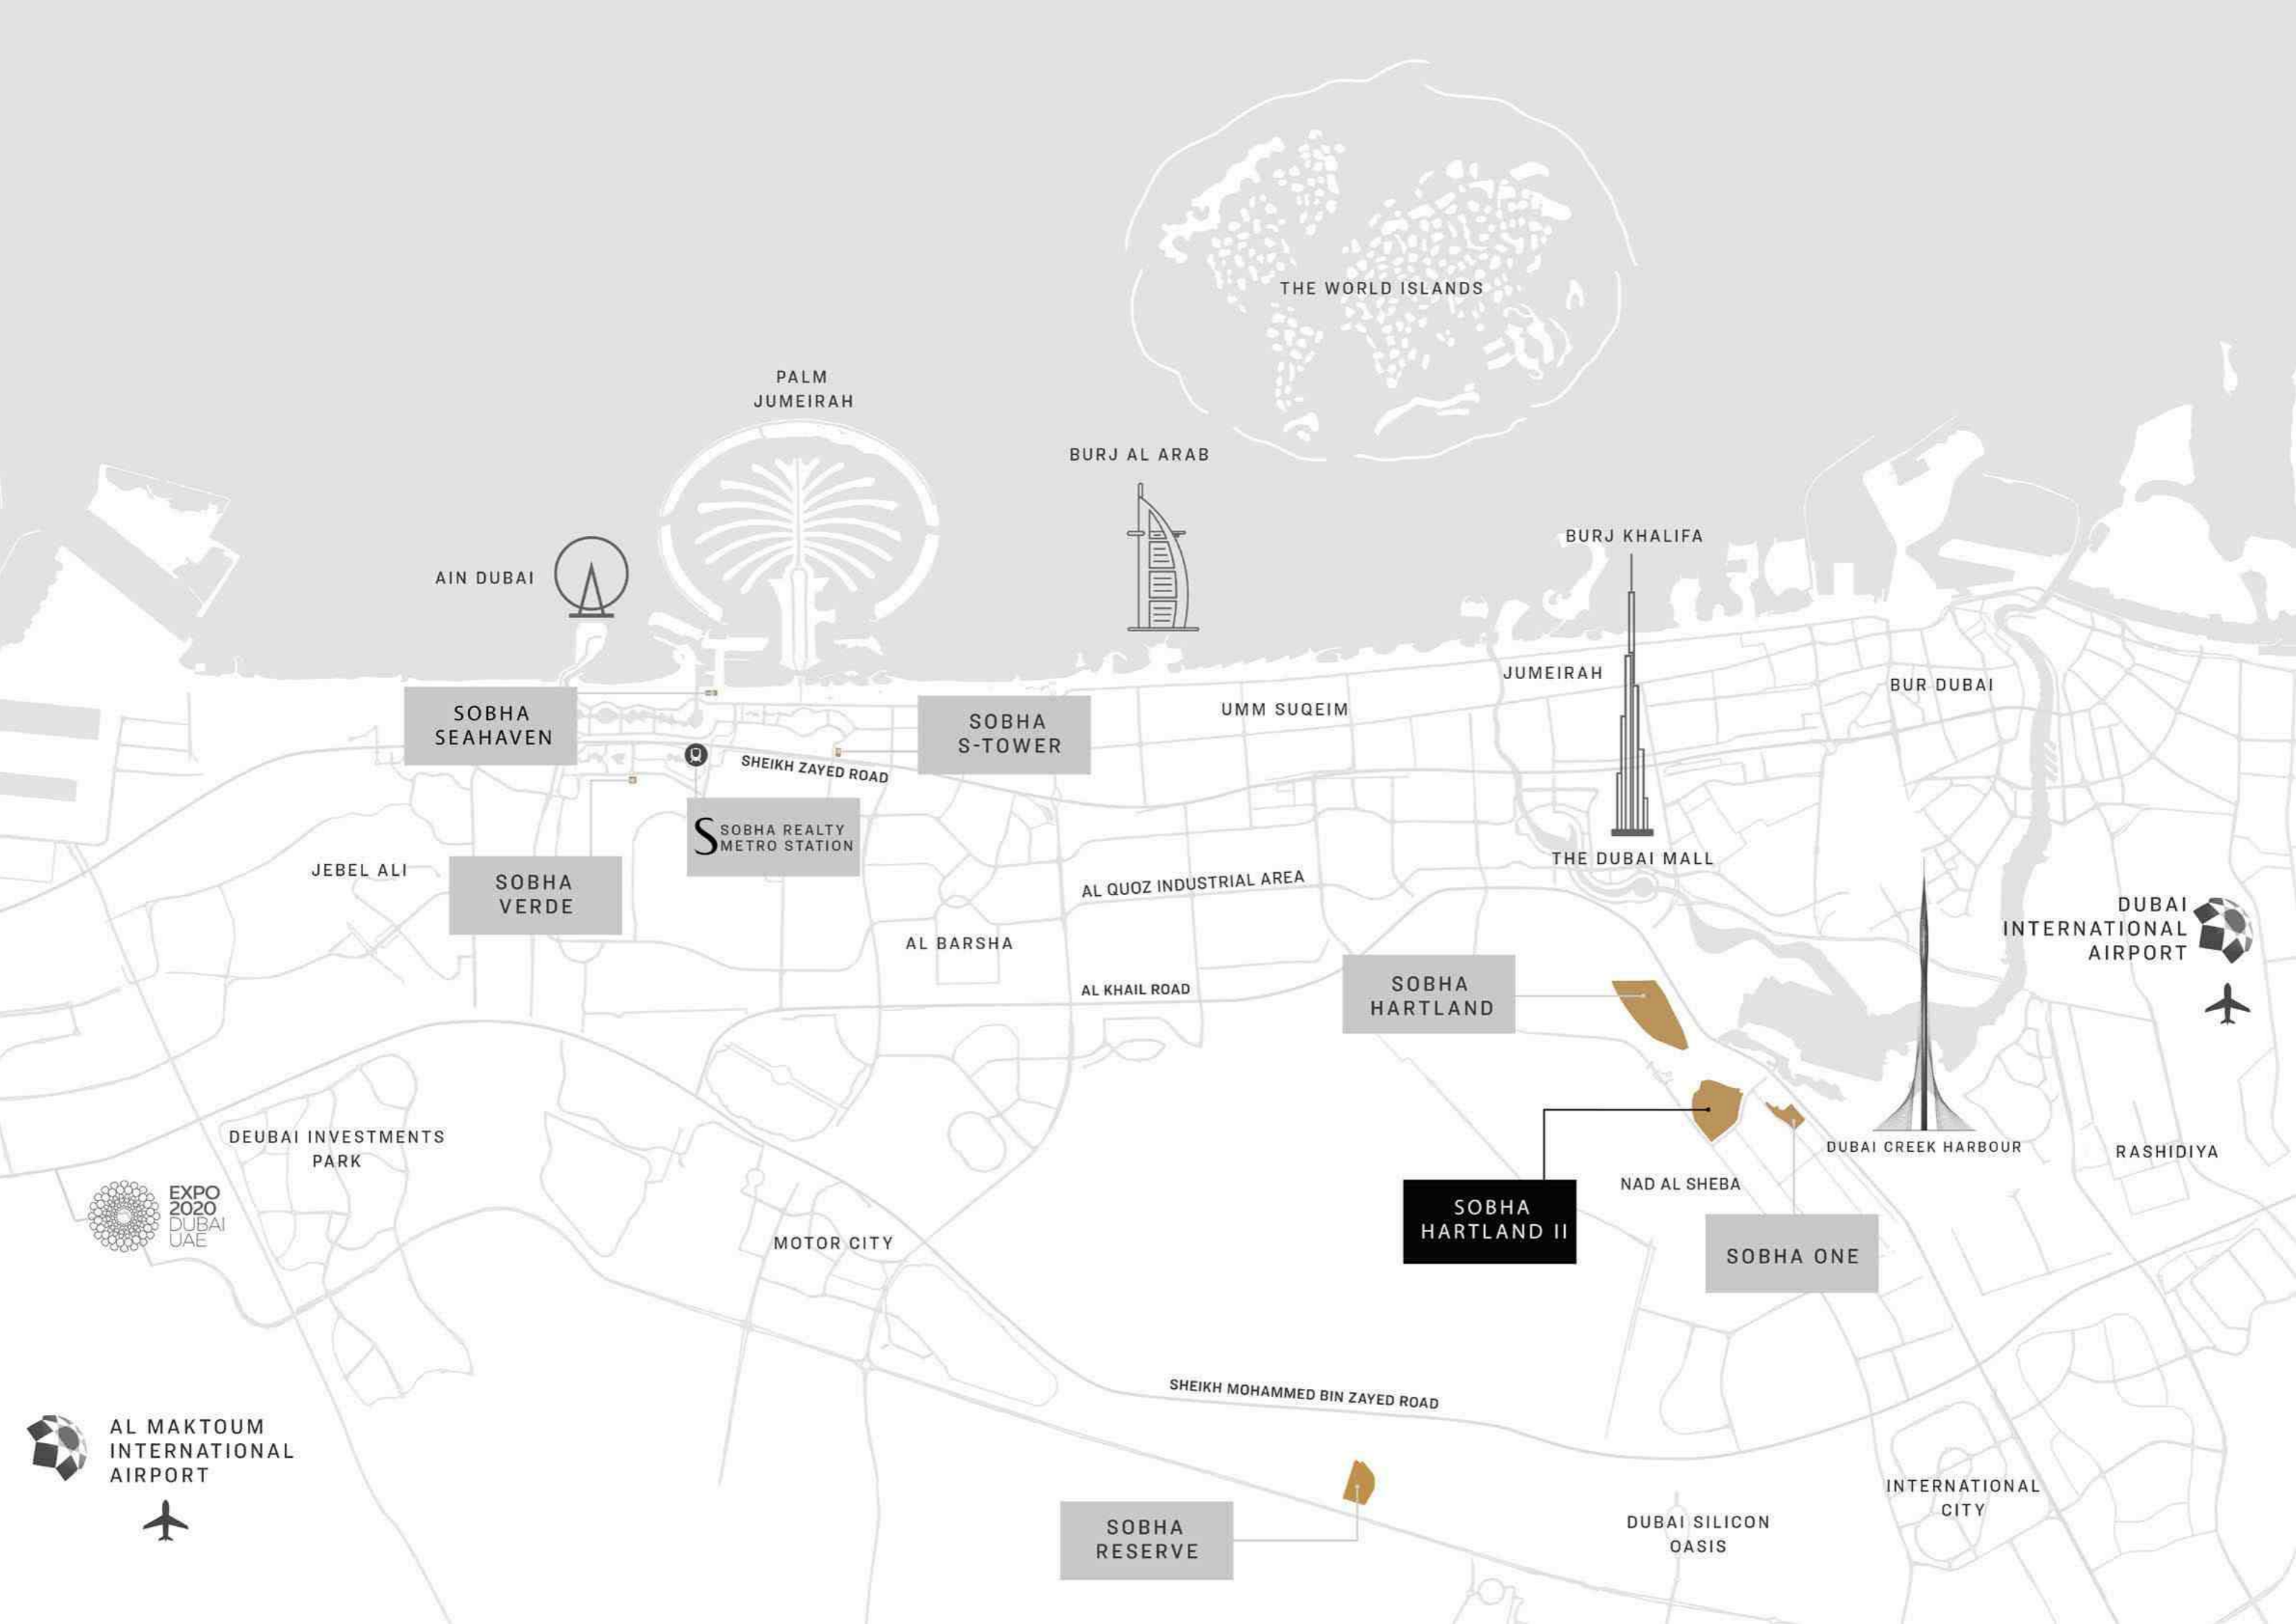 THE WORLD ISLANDS
PALM
JUMEIRAH
BURJ AL ARAB
BURJ KHALIFA
AIN DUBAI
JUMEIRAH
BUR DUBAI
SOBHA
SEAHAVEN
SOBHA
S-TOWER
UMM SUQEIM
SHEIKH ZAYED ROAD
S SOBHA REALTY
METRO STATION
JEBEL ALI
SOBHA
VERDE
THE DUBAI MALL
AL QUOZ INDUSTRIAL AREA
DUBAI
INTERNATIONAL
AIRPORT
AL BARSHA
AL KHAIL ROAD
SOBHA
HARTLAND
DEUBAI INVESTMENTS
PARK
DUBAI CREEK HARBOUR
RASHIDIYA
EXPO
2020
DUBAI
UAE
NAD AL SHEBA
SOBHA
HARTLAND II
MOTOR CITY
SOBHA ONE
SHEIKH MOHAMMED BIN ZAYED ROAD
AL MAKTOUM
INTERNATIONAL
AIRPORT
INTERNATIONAL
CITY
SOBHA
RESERVE
DUBAI SILICON
OASIS